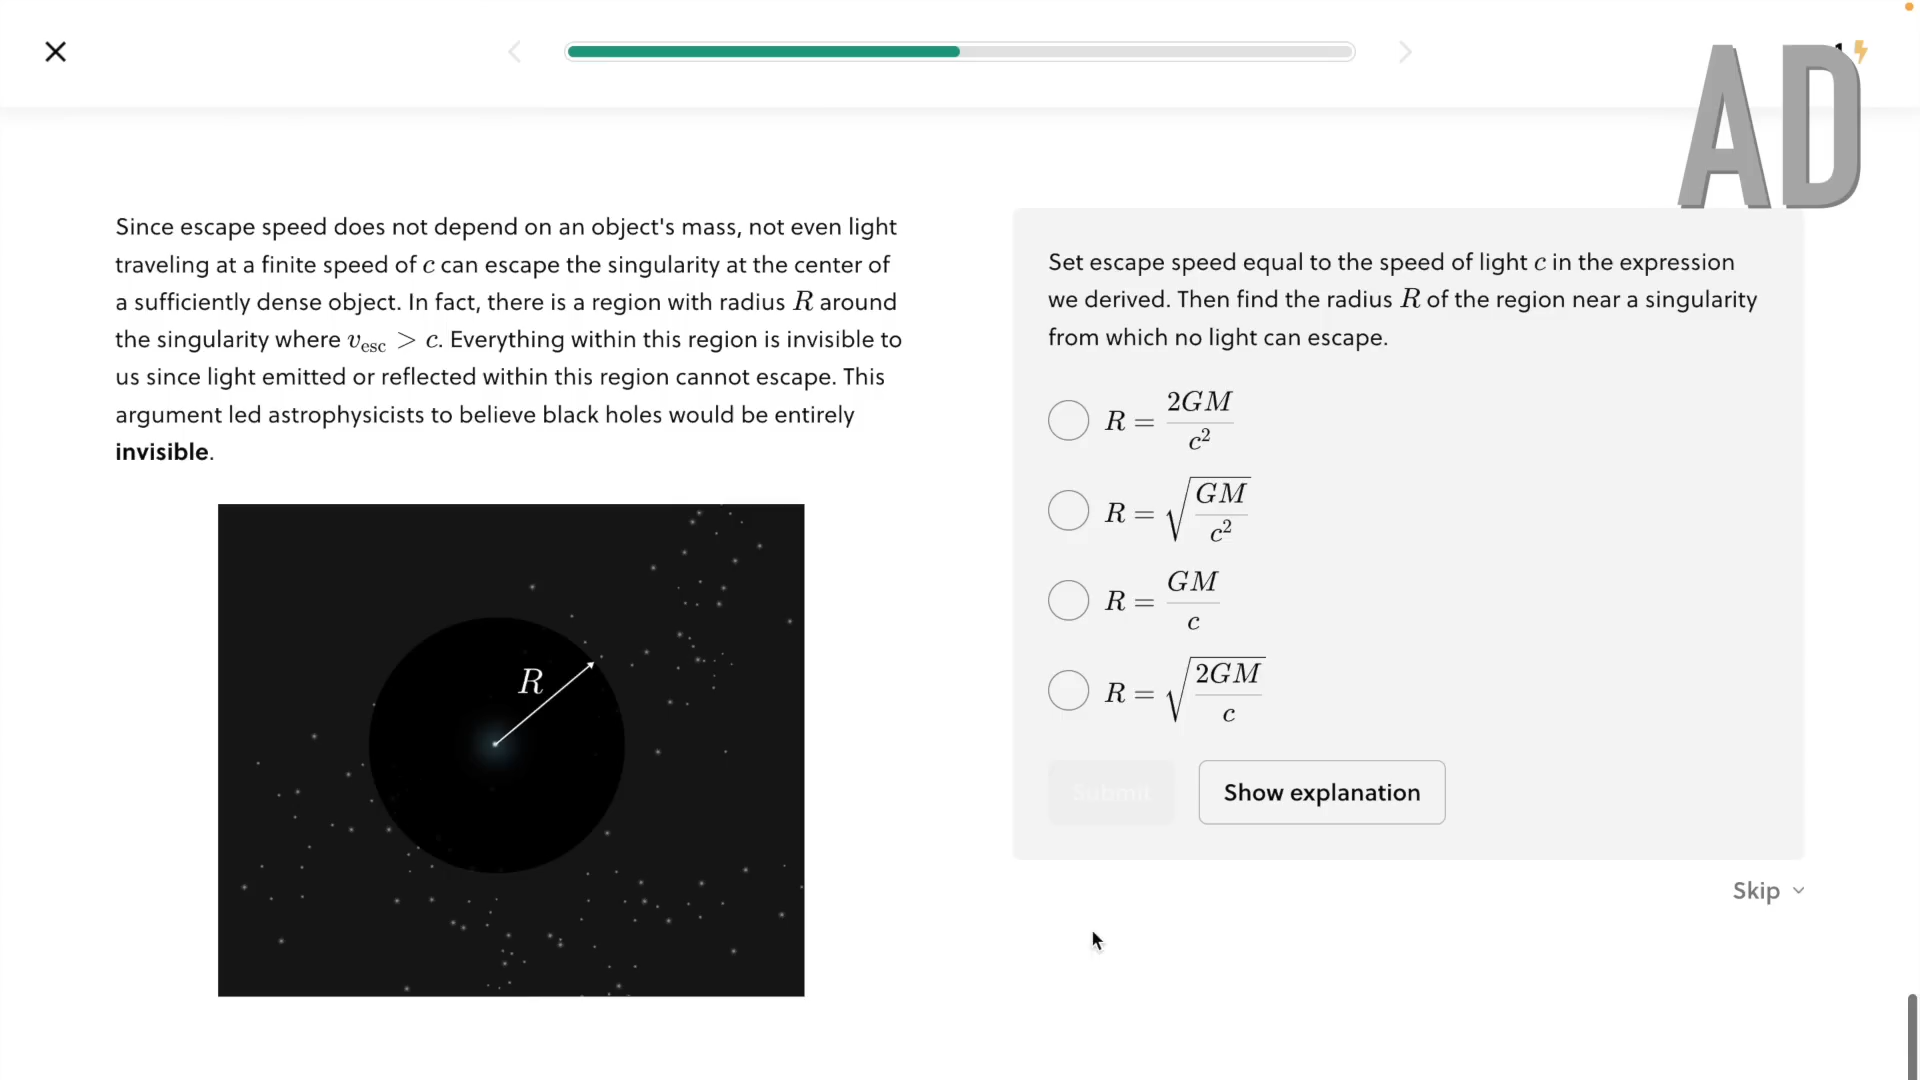 1
AD
Since escape speed does not depend on an object's mass, not even light
traveling at a finite speed of c can escape the singularity at the center of
a sufficiently dense object. In fact, there is a region with radius R around
the singularity where v_esc > c. Everything within this region is invisible to
us since light emitted or reflected within this region cannot escape. This
argument led astrophysicists to believe black holes would be entirely
invisible.
R
Set escape speed equal to the speed of light c in the expression
we derived. Then find the radius R of the region near a singularity
from which no light can escape.
R = 2GM/c²
R = √(GM/c²)
R = GM/c
R = √(2GM/c)
Submit
Show explanation
Skip